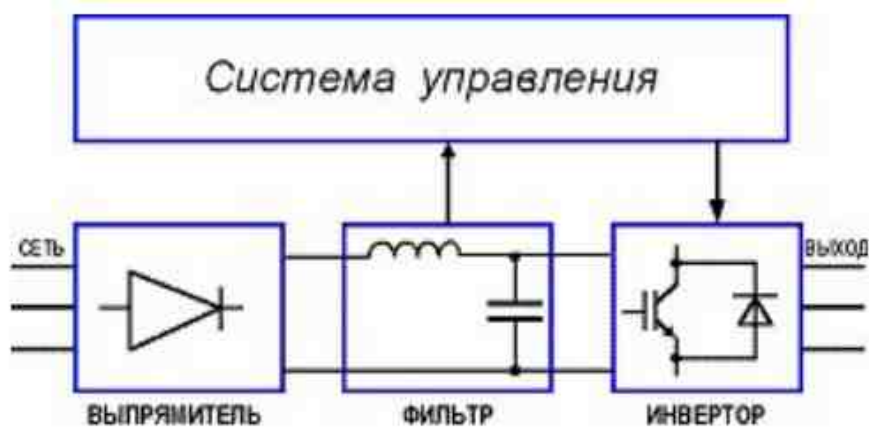 Система управления
СЕТЬ
ВЫХОД
ВЫПРЯМИТЕЛЬ
ФИЛЬТР
ИНВЕРТОР